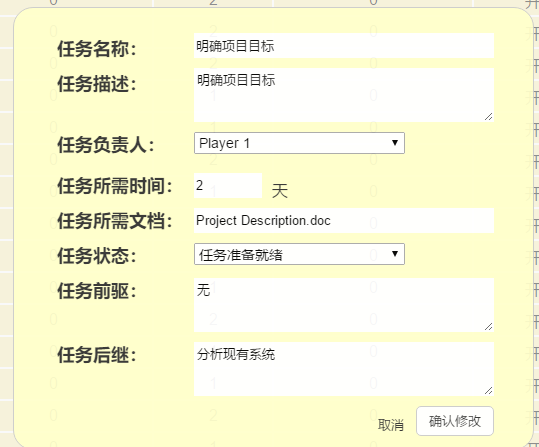 任务名称： 明确项目目标
任务描述： 明确项目目标
任务负责人： Player 1
任务所需时间： 2 天
任务所需文档： Project Description.doc
任务状态： 任务准备就绪
任务前驱： 无
任务后继： 分析现有系统
取消 确认修改